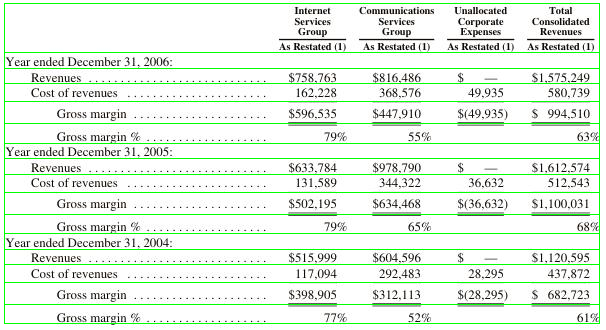 Internet Communications Unallocated Total
Services Services Corporate Consolidated
Group Group Expenses Revenues
As Restated (1) As Restated (1) As Restated (1) As Restated (1)
Year ended December 31, 2006:
Revenues . . . . . . . . . . . . . . . . . . . . . . . . . . . $758,763 $816,486 $ — $1,575,249
Cost of revenues . . . . . . . . . . . . . . . . . . . . . 162,228 368,576 49,935 580,739
Gross margin . . . . . . . . . . . . . . . . . . . . $596,535 $447,910 $(49,935) $ 994,510
Gross margin % . . . . . . . . . . . . . . . . . . 79% 55% 63%
Year ended December 31, 2005:
Revenues . . . . . . . . . . . . . . . . . . . . . . . . . . . $633,784 $978,790 $ — $1,612,574
Cost of revenues . . . . . . . . . . . . . . . . . . . . . 131,589 344,322 36,632 512,543
Gross margin . . . . . . . . . . . . . . . . . . . . $502,195 $634,468 $(36,632) $1,100,031
Gross margin % . . . . . . . . . . . . . . . . . . 79% 65% 68%
Year ended December 31, 2004:
Revenues . . . . . . . . . . . . . . . . . . . . . . . . . . . $515,999 $604,596 $ — $1,120,595
Cost of revenues . . . . . . . . . . . . . . . . . . . . . 117,094 292,483 28,295 437,872
Gross margin . . . . . . . . . . . . . . . . . . . . $398,905 $312,113 $(28,295) $ 682,723
Gross margin % . . . . . . . . . . . . . . . . . . 77% 52% 61%